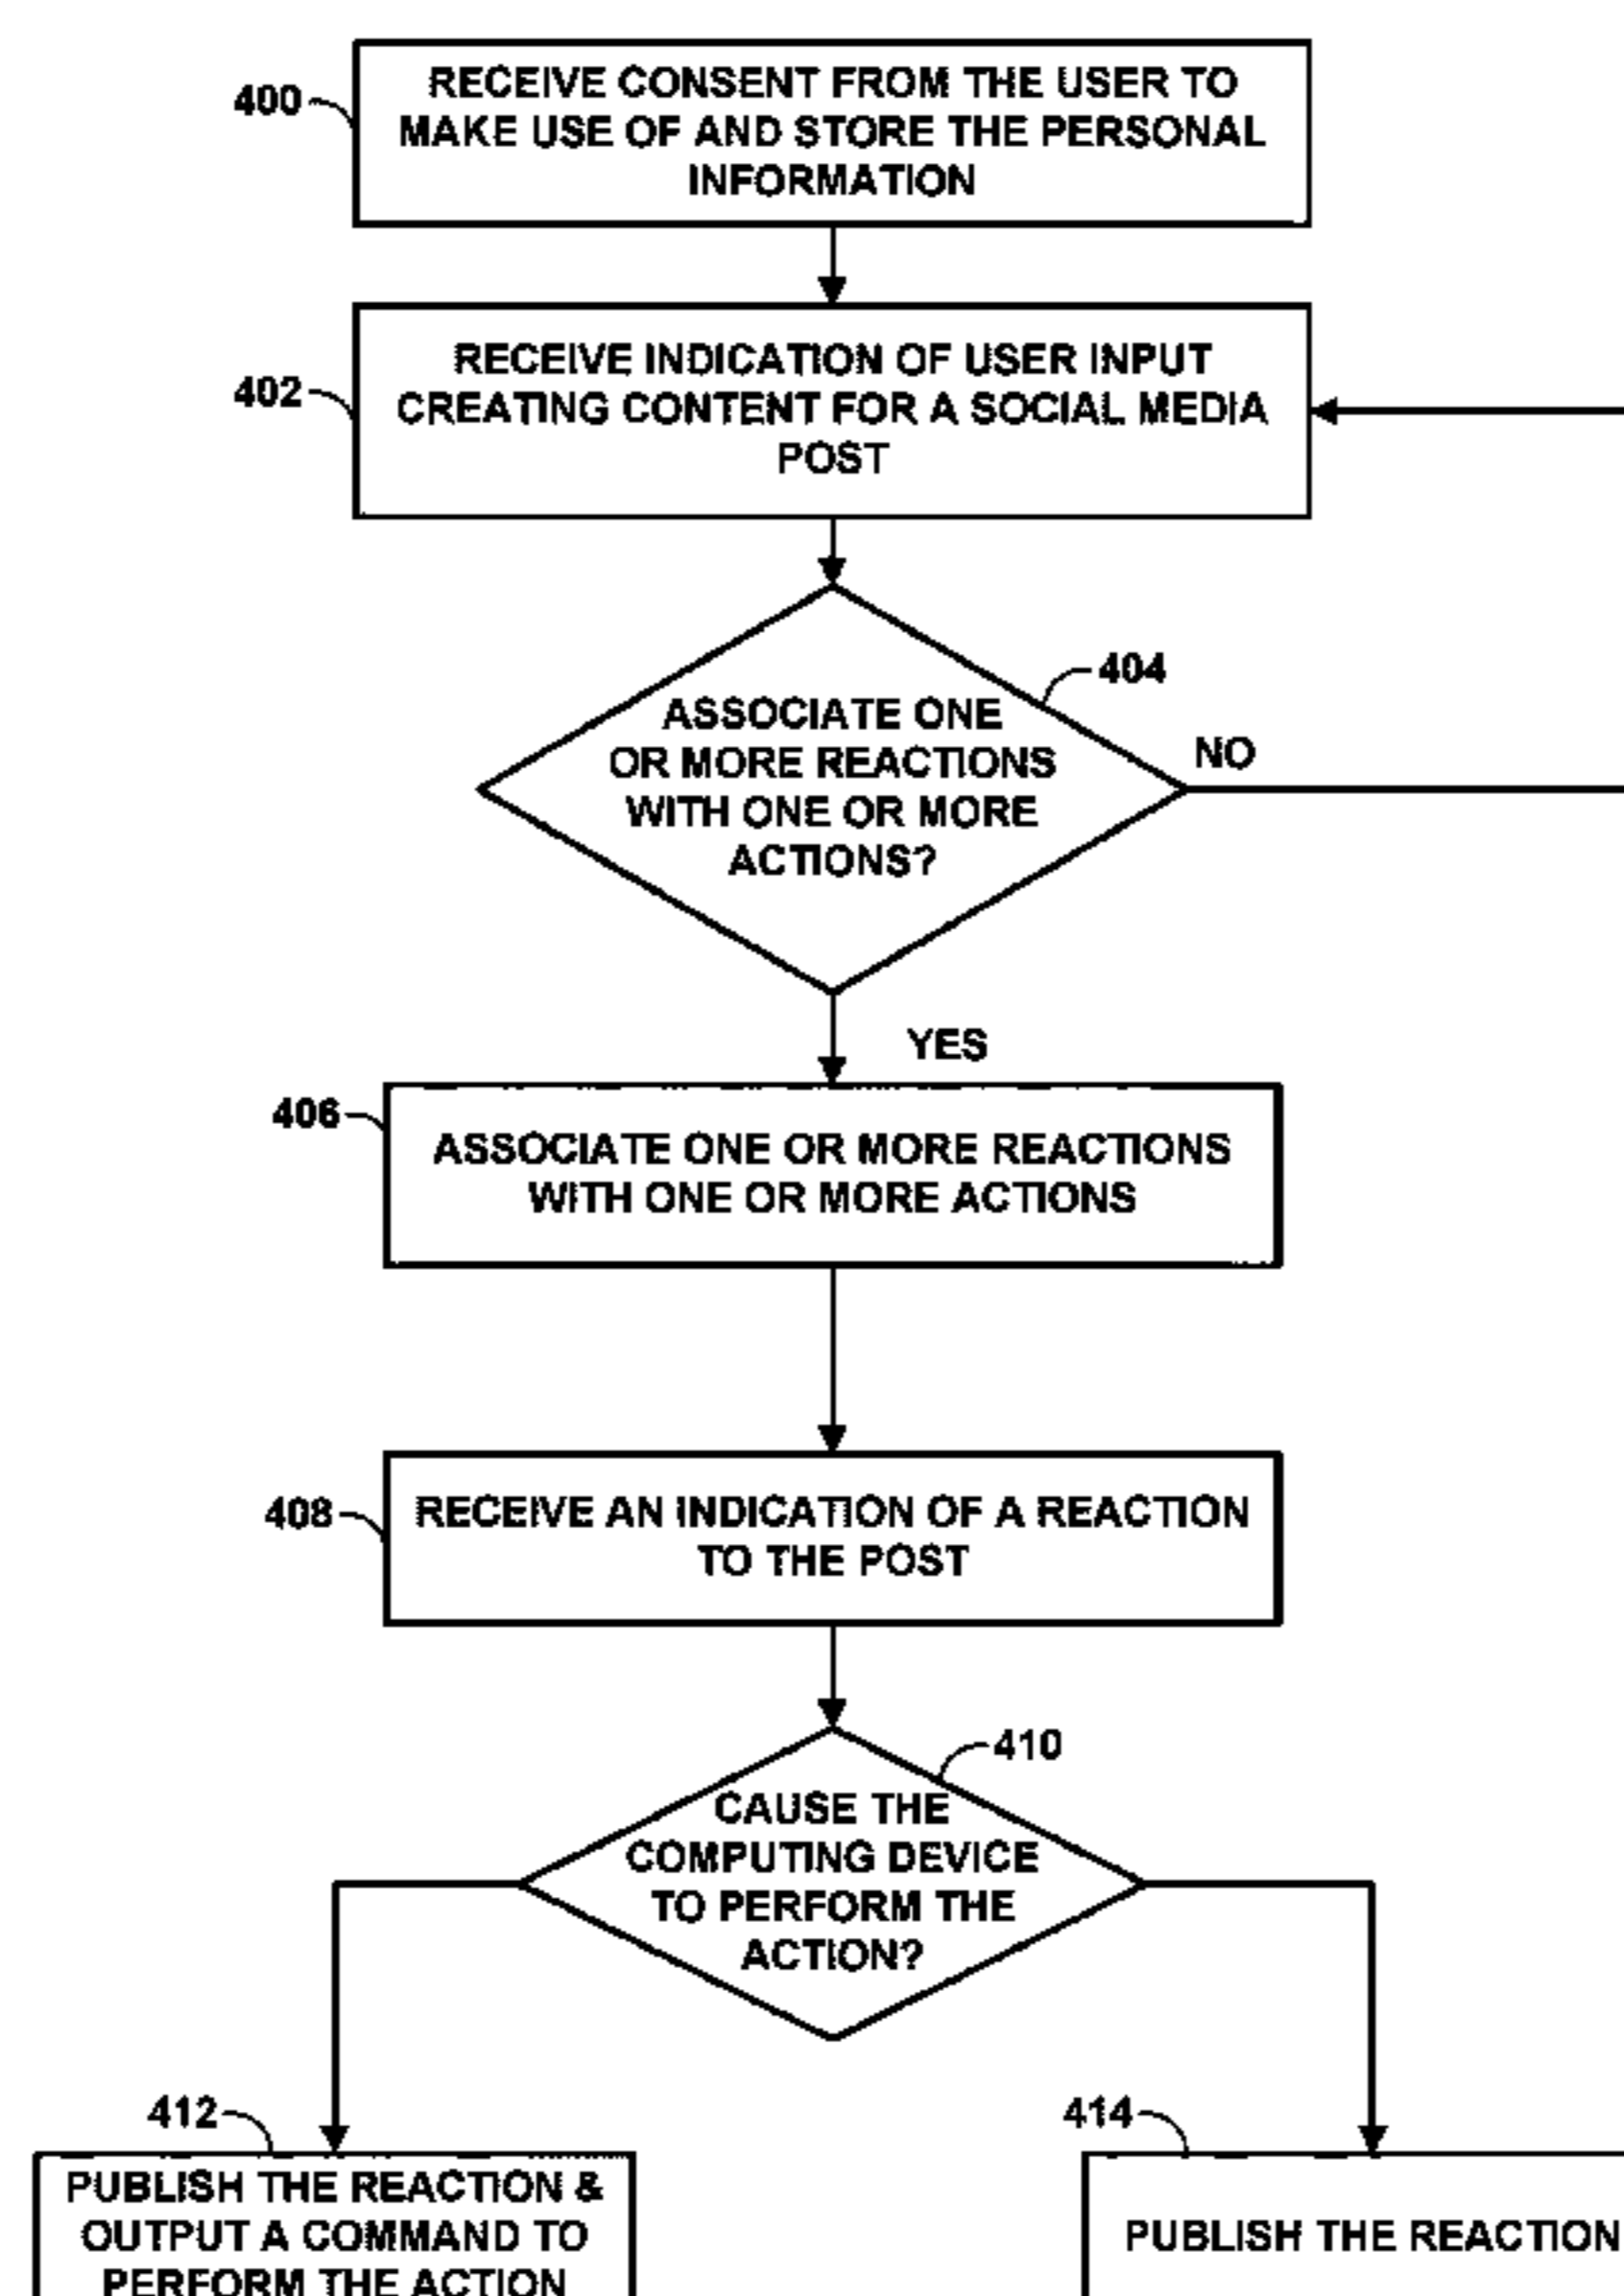 400
RECEIVE CONSENT FROM THE USER TO
MAKE USE OF AND STORE THE PERSONAL
INFORMATION
402
RECEIVE INDICATION OF USER INPUT
CREATING CONTENT FOR A SOCIAL MEDIA
POST
404
ASSOCIATE ONE
OR MORE REACTIONS
WITH ONE OR MORE
ACTIONS?
NO
YES
406
ASSOCIATE ONE OR MORE REACTIONS
WITH ONE OR MORE ACTIONS
408
RECEIVE AN INDICATION OF A REACTION
TO THE POST
410
CAUSE THE
COMPUTING DEVICE
TO PERFORM THE
ACTION?
412
PUBLISH THE REACTION &
OUTPUT A COMMAND TO
PERFORM THE ACTION
414
PUBLISH THE REACTION